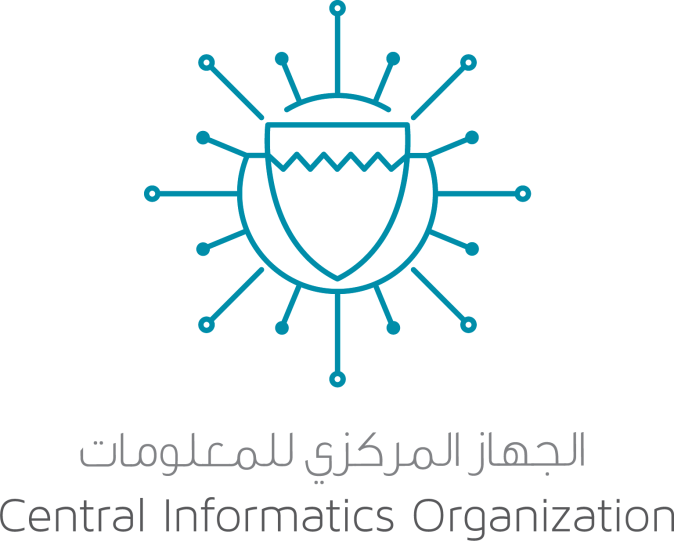 الجهاز المركزي للمعلومات
Central Informatics Organization